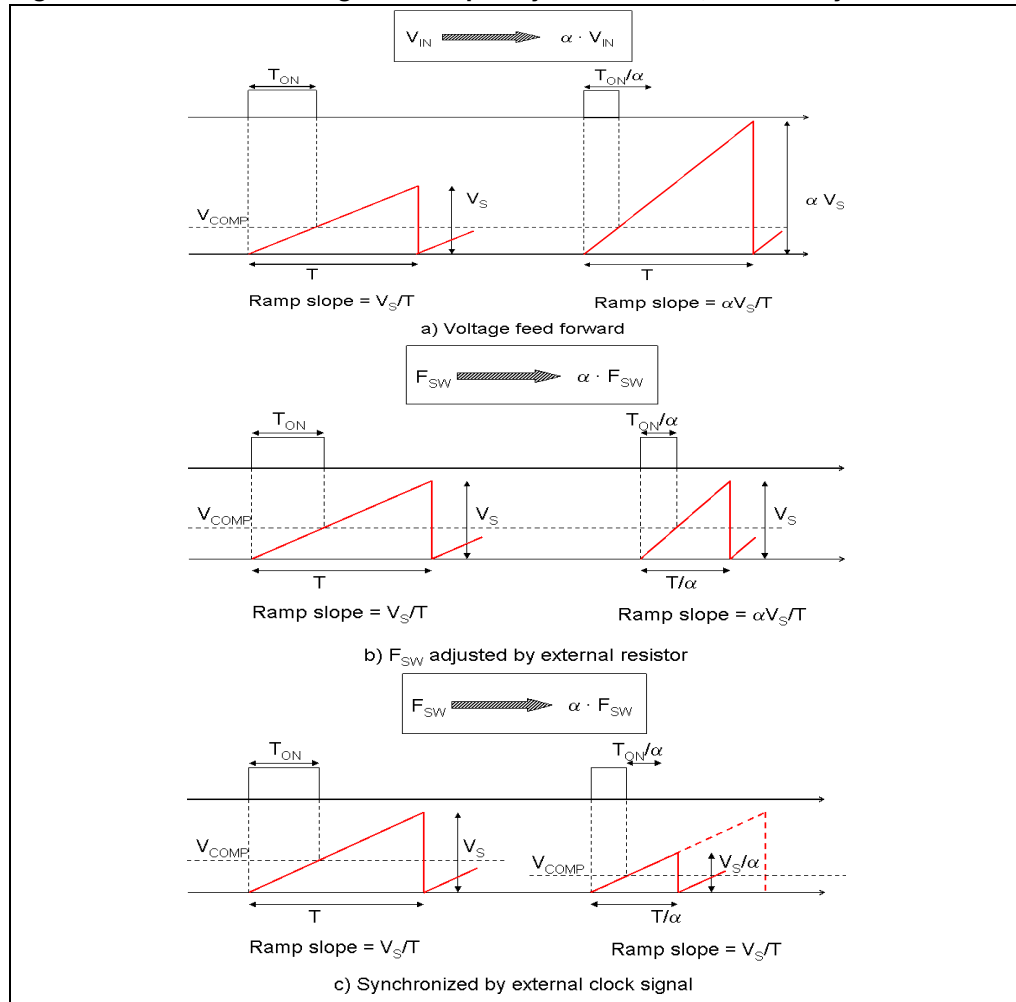 V_IN α · V_IN
T_ON T_ON/α
V_COMP V_S α V_S
T T
Ramp slope = V_S/T Ramp slope = αV_S/T
a) Voltage feed forward
F_SW α · F_SW
T_ON T_ON/α
V_COMP V_S V_S
T T/α
Ramp slope = V_S/T Ramp slope = αV_S/T
b) F_SW adjusted by external resistor
F_SW α · F_SW
T_ON T_ON/α
V_COMP V_S V_COMP V_S/α
T T/α
Ramp slope = V_S/T Ramp slope = V_S/T
c) Synchronized by external clock signal